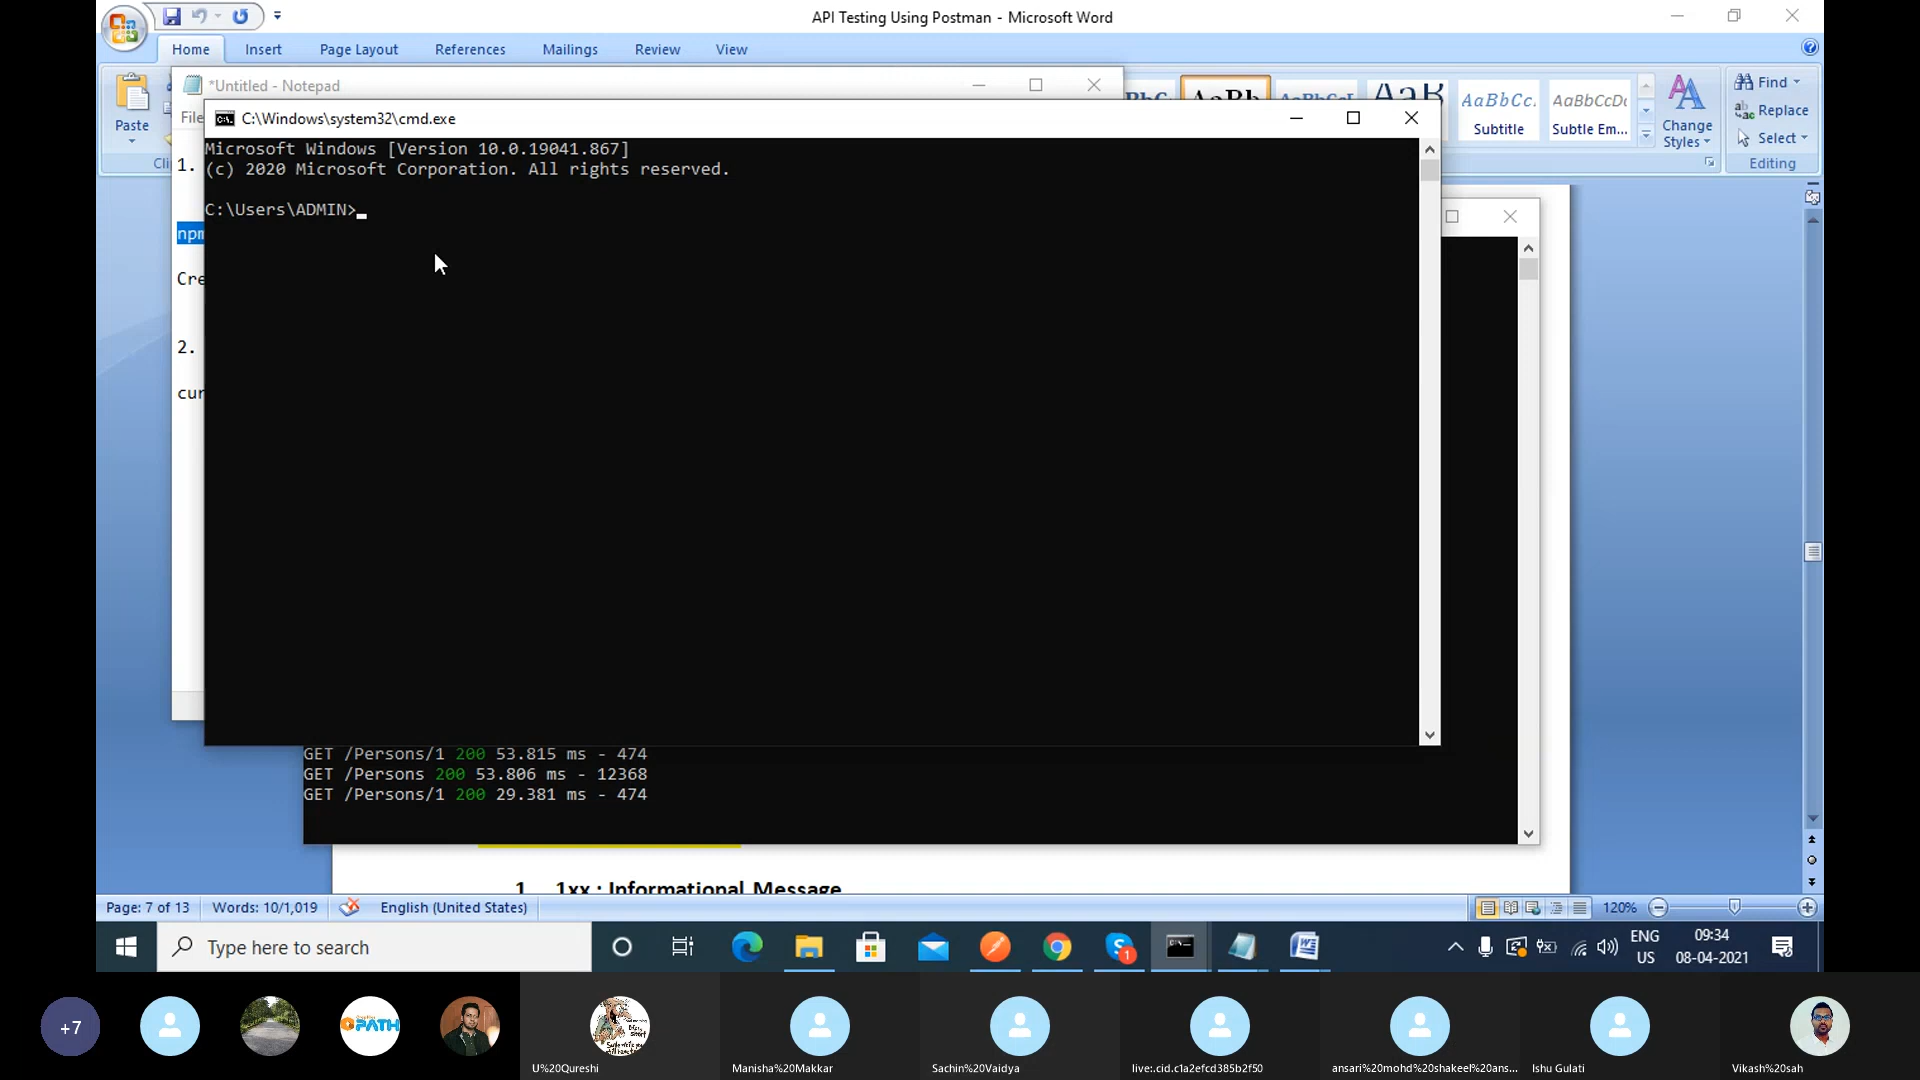 API Testing Using Postman - Microsoft Word
Home Insert Page Layout References Mailings Review View
*Untitled - Notepad
Paste
File
C:\Windows\system32\cmd.exe
AaBbCc. AaBbCcDc
Subtitle Subtle Em... Change Styles
Find
Replace
Select
Editing
1.
npm
Cre
2.
cur
Microsoft Windows [Version 10.0.19041.867]
(c) 2020 Microsoft Corporation. All rights reserved.
C:\Users\ADMIN>
GET /Persons/1 200 53.815 ms - 474
GET /Persons 200 53.806 ms - 12368
GET /Persons/1 200 29.381 ms - 474
1. 1xx : Informational Message
Page: 7 of 13 Words: 10/1,019 English (United States) 120%
Type here to search
ENG
US
09:34
08-04-2021
+7
PATH
U%20Qureshi
Manisha%20Makkar
Sachin%20Vaidya
live:.cid.c1a2efcd385b2f50
ansari%20mohd%20shakeel%20ans...
Ishu Gulati
Vikash%20sah